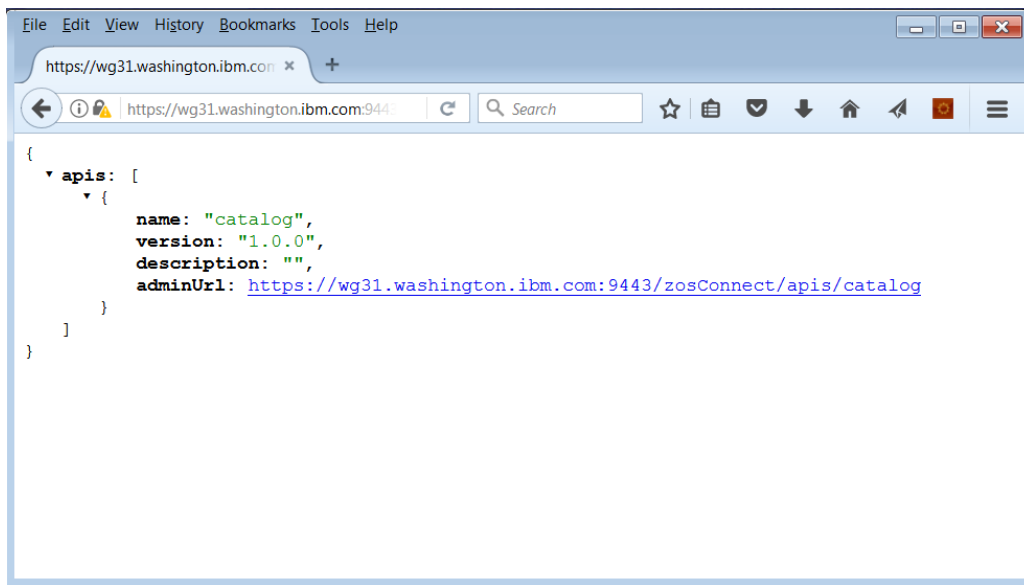 File Edit View History Bookmarks Tools Help
https://wg31.washington.ibm.com
https://wg31.washington.ibm.com:9443
Search
{
apis: [
{
name: "catalog",
version: "1.0.0",
description: "",
adminUrl: https://wg31.washington.ibm.com:9443/zosConnect/apis/catalog
}
]
}